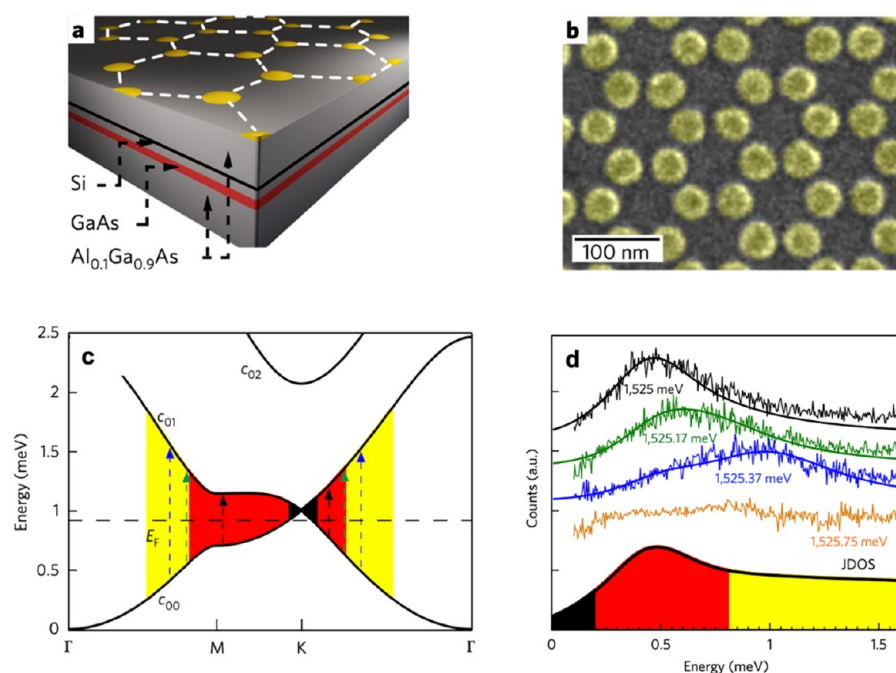 a
Si
GaAs
Al0.1Ga0.9As
b
100 nm
c
2.5
2
1.5
1
0.5
0
Energy (meV)
c02
c01
EF
c00
Γ
M
K
Γ
d
1,525 meV
1,525.17 meV
1,525.37 meV
1,525.75 meV
JDOS
Counts (a.u.)
0
0.5
1
1.5
Energy (meV)